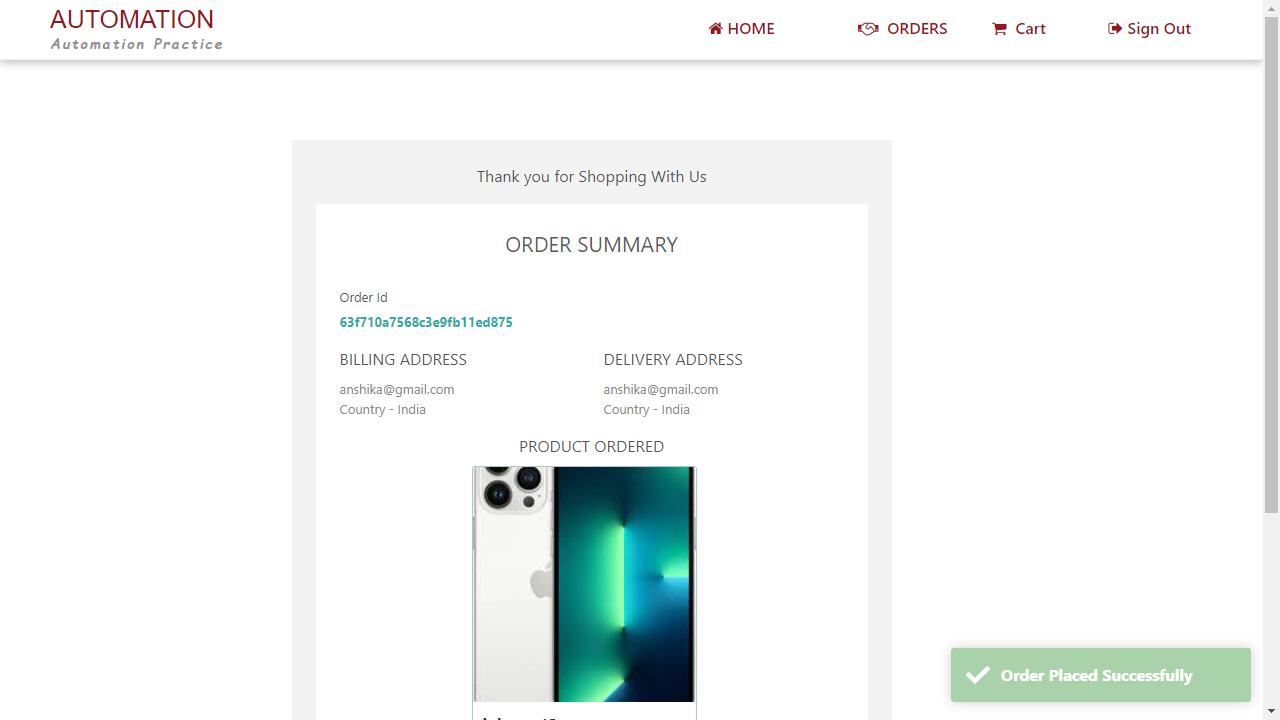 AUTOMATION
Automation Practice
HOME
ORDERS
Cart
Sign Out
Thank you for Shopping With Us
ORDER SUMMARY
Order Id
63f710a7568c3e9fb11ed875
BILLING ADDRESS
DELIVERY ADDRESS
anshika@gmail.com
anshika@gmail.com
Country - India
Country - India
PRODUCT ORDERED
Order Placed Successfully